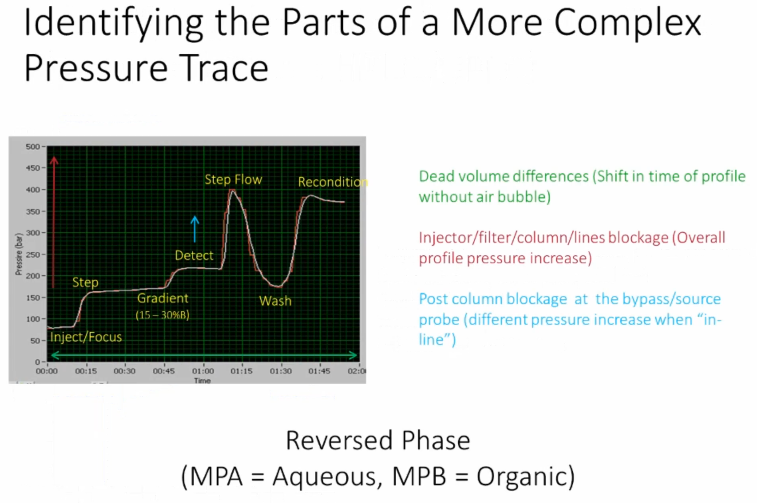 Identifying the Parts of a More Complex
Pressure Trace
500
450
400
350
300
250
200
150
100
50
0
Pressure (bar)
00:00 00:15 00:30 00:45 01:00 01:15 01:30 01:45 02:0
Time
Step Flow
Recondition
Detect
Step
Gradient
(15 – 30%B)
Wash
Inject/Focus
Dead volume differences (Shift in time of profile
without air bubble)
Injector/filter/column/lines blockage (Overall
profile pressure increase)
Post column blockage at the bypass/source
probe (different pressure increase when “in-
line”)
Reversed Phase
(MPA = Aqueous, MPB = Organic)